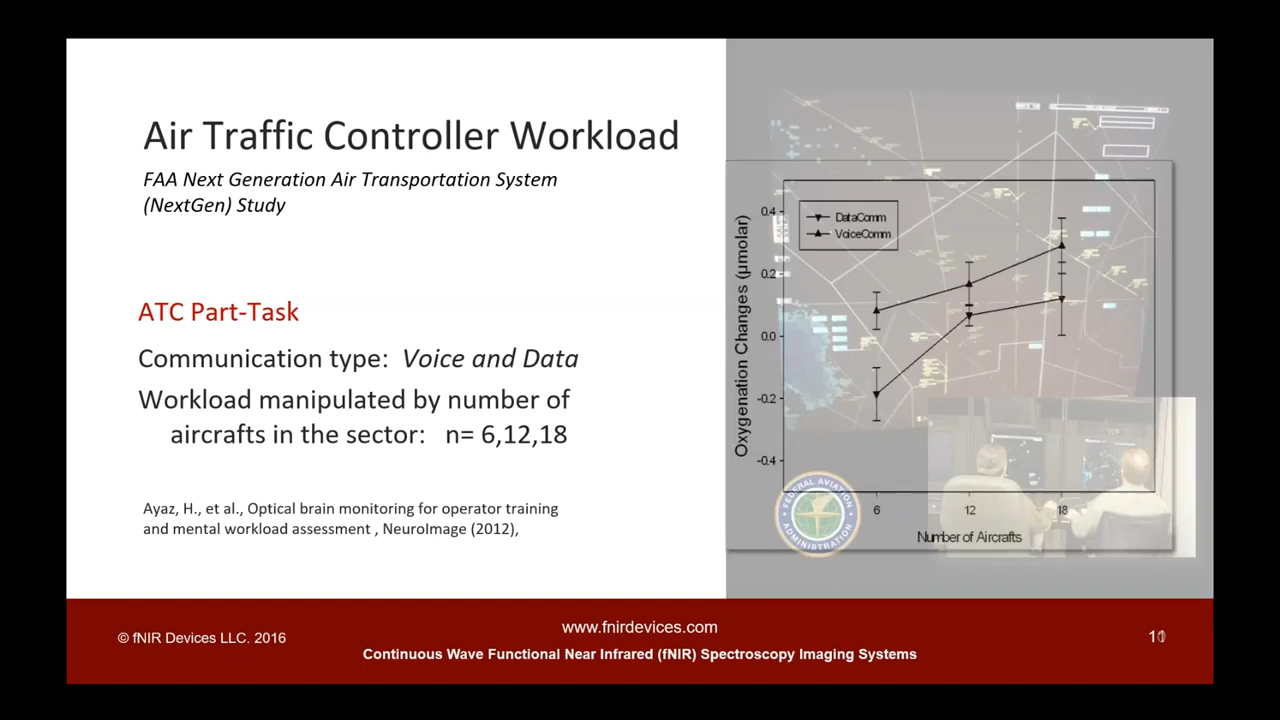 Air Traffic Controller Workload
FAA Next Generation Air Transportation System
(NextGen) Study
ATC Part-Task
Communication type: Voice and Data
Workload manipulated by number of
aircrafts in the sector: n= 6,12,18
Ayaz, H., et al., Optical brain monitoring for operator training
and mental workload assessment , NeuroImage (2012),
DataComm
VoiceComm
Oxygenation Changes (μmolar)
0.4
0.2
0.0
-0.2
-0.4
6 12 18
Number of Aircrafts
FEDERAL AVIATION
ADMINISTRATION
© fNIR Devices LLC. 2016
www.fnirdevices.com
Continuous Wave Functional Near Infrared (fNIR) Spectroscopy Imaging Systems